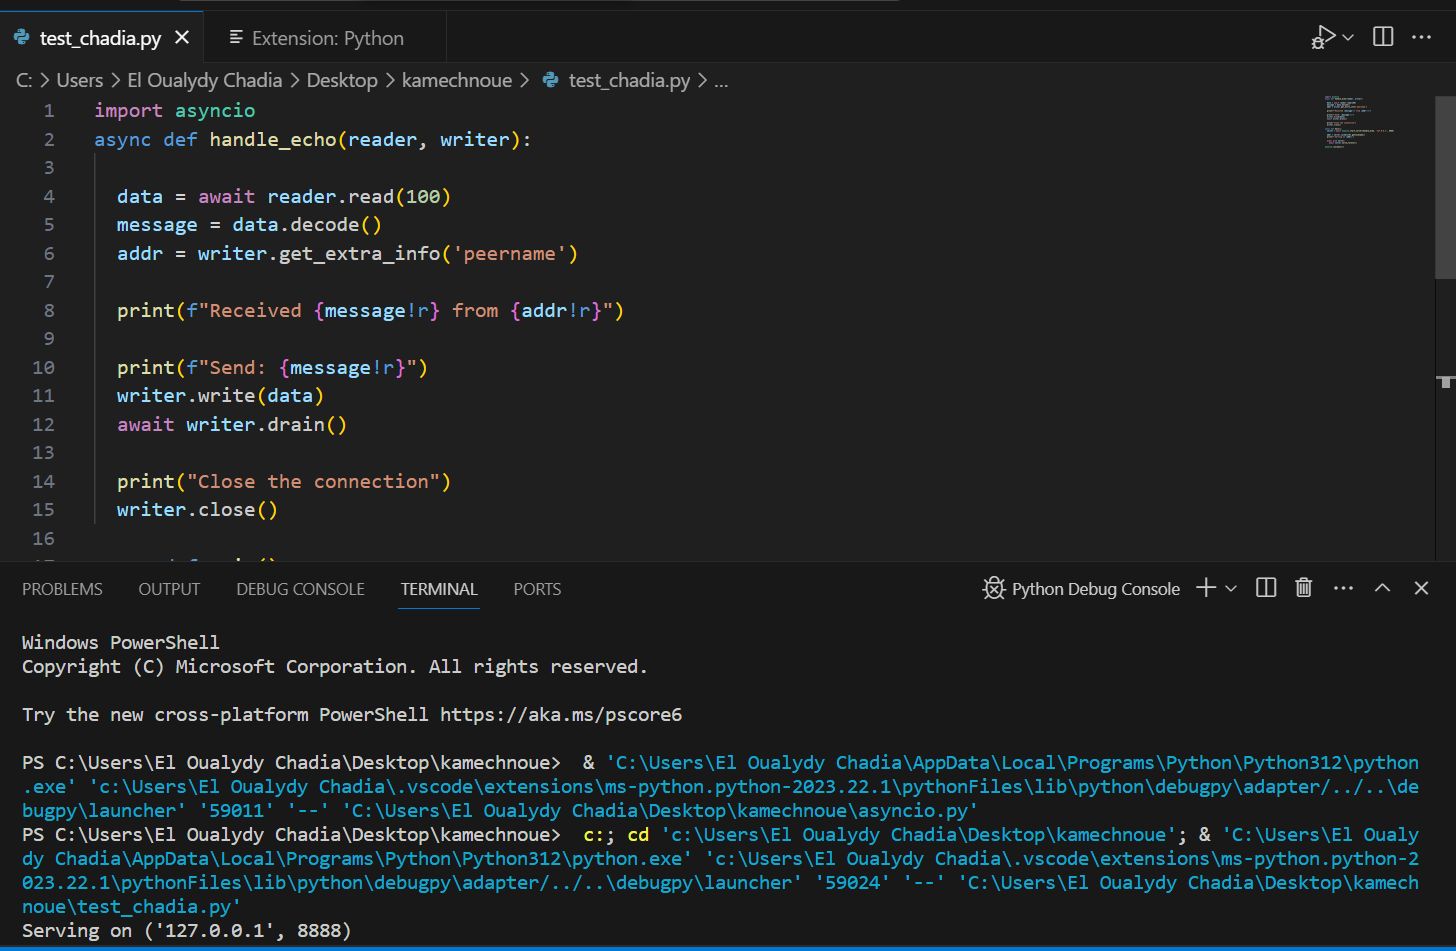 test_chadia.py
Extension: Python
C: > Users > El Oualydy Chadia > Desktop > kamechnoue > test_chadia.py > ...
1 import asyncio
2 async def handle_echo(reader, writer):
3
4 data = await reader.read(100)
5 message = data.decode()
6 addr = writer.get_extra_info('peername')
7
8 print(f"Received {message!r} from {addr!r}")
9
10 print(f"Send: {message!r}")
11 writer.write(data)
12 await writer.drain()
13
14 print("Close the connection")
15 writer.close()
16
PROBLEMS OUTPUT DEBUG CONSOLE TERMINAL PORTS Python Debug Console
Windows PowerShell
Copyright (C) Microsoft Corporation. All rights reserved.
Try the new cross-platform PowerShell https://aka.ms/pscore6
PS C:\Users\El Oualydy Chadia\Desktop\kamechnoue>  & 'C:\Users\El Oualydy Chadia\AppData\Local\Programs\Python\Python312\python
.exe' 'c:\Users\El Oualydy Chadia\.vscode\extensions\ms-python.python-2023.22.1\pythonFiles\lib\python\debugpy\adapter/../..\de
bugpy\launcher' '59011' '--' 'C:\Users\El Oualydy Chadia\Desktop\kamechnoue\asyncio.py'
PS C:\Users\El Oualydy Chadia\Desktop\kamechnoue>  c:; cd 'c:\Users\El Oualydy Chadia\Desktop\kamechnoue'; & 'C:\Users\El Oualy
dy Chadia\AppData\Local\Programs\Python\Python312\python.exe' 'c:\Users\El Oualydy Chadia\.vscode\extensions\ms-python.python-2
023.22.1\pythonFiles\lib\python\debugpy\adapter/../..\debugpy\launcher' '59024' '--' 'C:\Users\El Oualydy Chadia\Desktop\kamech
noue\test_chadia.py'
Serving on ('127.0.0.1', 8888)